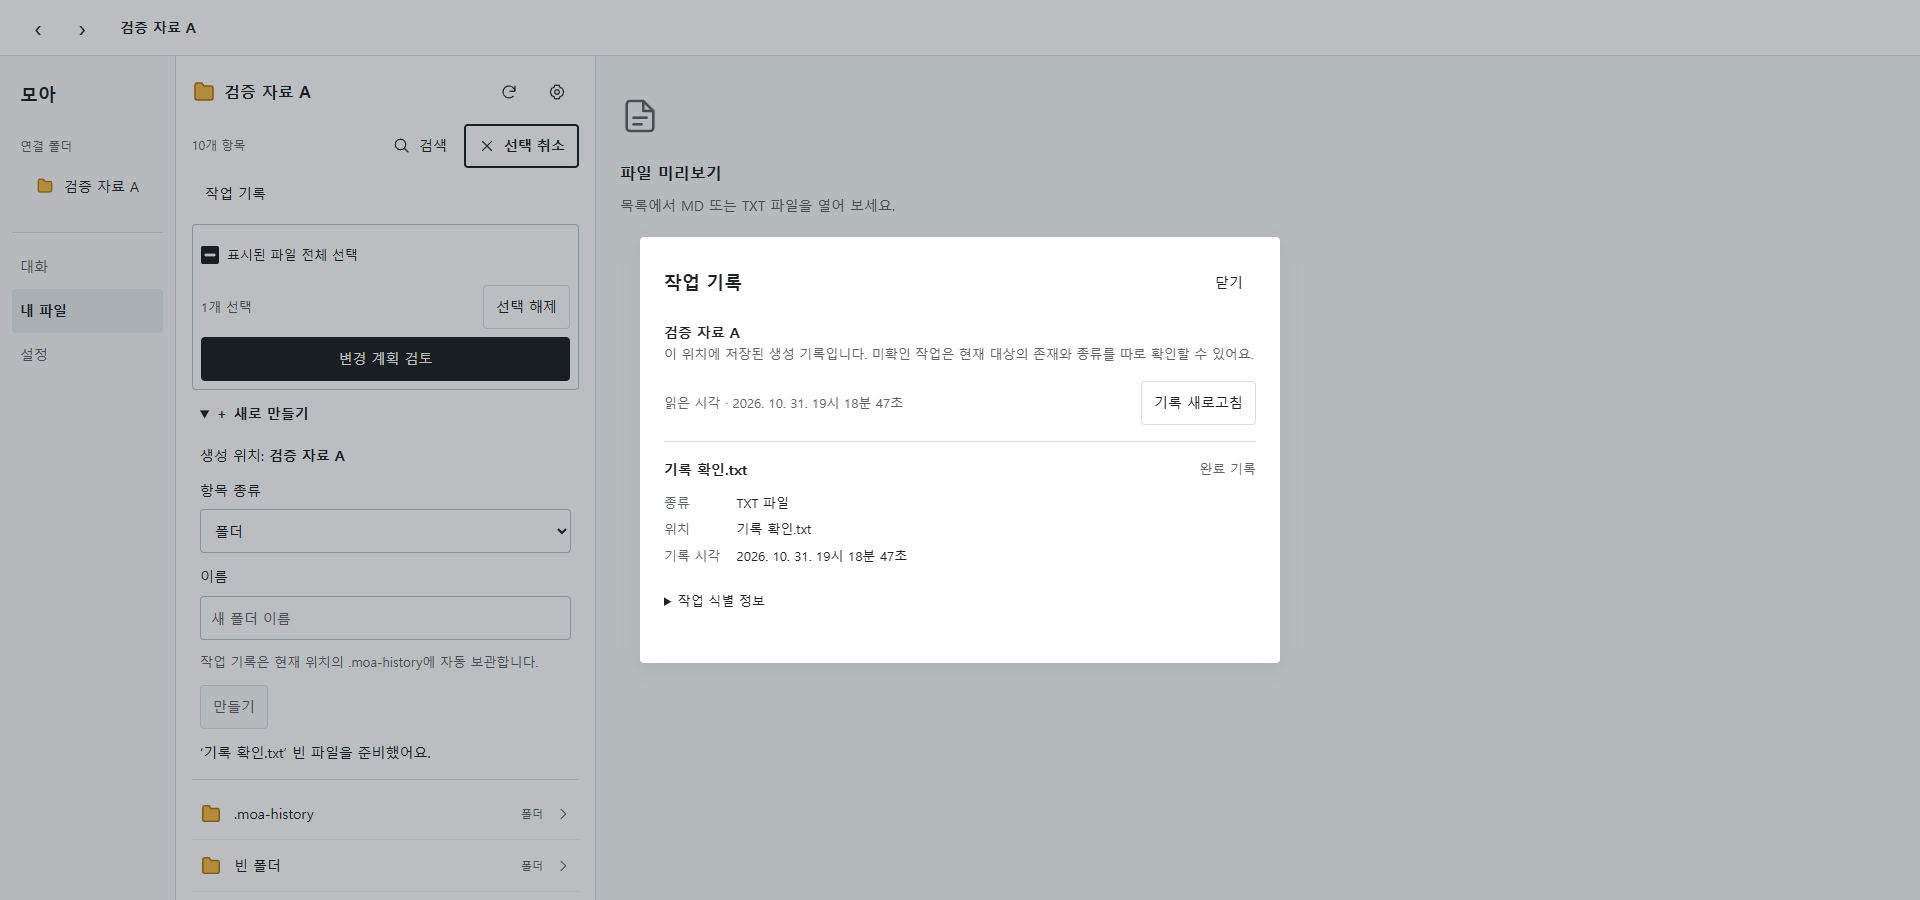 검증 자료 A
모아
연결 폴더
검증 자료 A
대화
내 파일
설정
검증 자료 A
10개 항목
검색
선택 취소
작업 기록
표시된 파일 전체 선택
1개 선택
선택 해제
변경 계획 검토
+ 새로 만들기
생성 위치: 검증 자료 A
항목 종류
폴더
이름
새 폴더 이름
작업 기록은 현재 위치의 .moa-history에 자동 보관합니다.
만들기
‘기록 확인.txt’ 빈 파일을 준비했어요.
.moa-history
폴더
빈 폴더
폴더
파일 미리보기
목록에서 MD 또는 TXT 파일을 열어 보세요.
작업 기록
닫기
검증 자료 A
이 위치에 저장된 생성 기록입니다. 미확인 작업은 현재 대상의 존재와 종류를 따로 확인할 수 있어요.
읽은 시각 · 2026. 10. 31. 19시 18분 47초
기록 새로고침
기록 확인.txt
완료 기록
종류 TXT 파일
위치 기록 확인.txt
기록 시각 2026. 10. 31. 19시 18분 47초
작업 식별 정보